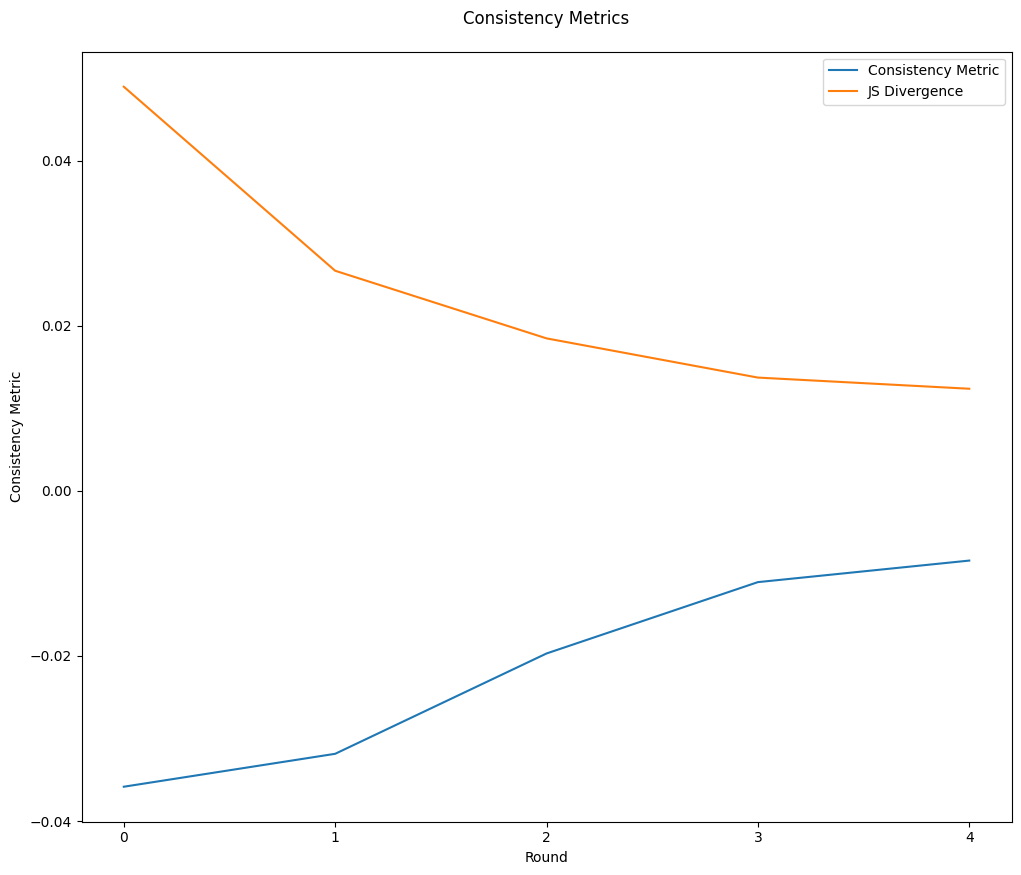 Consistency Metrics
Consistency Metric
JS Divergence
0.04
0.02
0.00
−0.02
−0.04
Consistency Metric
0 1 2 3 4
Round